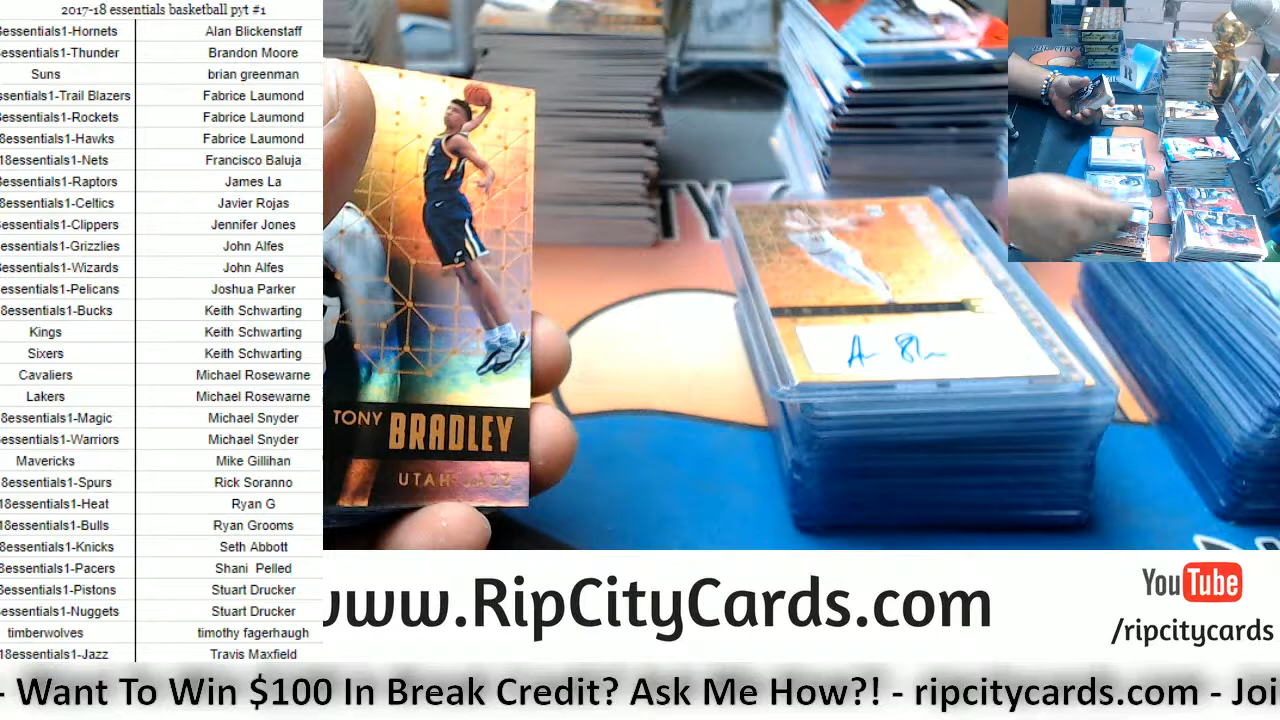 2017-18 essentials basketball pyt #1
8essentials1-Hornets Alan Blickenstaff
8essentials1-Thunder Brandon Moore
Suns brian greenman
ssentials1-Trail Blazers Fabrice Laumond
8essentials1-Rockets Fabrice Laumond
8essentials1-Hawks Fabrice Laumond
18essentials1-Nets Francisco Baluja
8essentials1-Raptors James La
8essentials1-Celtics Javier Rojas
8essentials1-Clippers Jennifer Jones
8essentials1-Grizzlies John Alfes
8essentials1-Wizards John Alfes
8essentials1-Pelicans Joshua Parker
8essentials1-Bucks Keith Schwarting
Kings Keith Schwarting
Sixers Keith Schwarting
Cavaliers Michael Rosewarne
Lakers Michael Rosewarne
8essentials1-Magic Michael Snyder
essentials1-Warriors Michael Snyder
Mavericks Mike Gillihan
8essentials1-Spurs Rick Soranno
18essentials1-Heat Ryan G
18essentials1-Bulls Ryan Grooms
8essentials1-Knicks Seth Abbott
8essentials1-Pacers Shani Pelled
8essentials1-Pistons Stuart Drucker
essentials1-Nuggets Stuart Drucker
timberwolves timothy fagerhaugh
18essentials1-Jazz Travis Maxfield
TONY BRADLEY
UTAH JAZZ
www.RipCityCards.com
YouTube
/ripcitycards
- Want To Win $100 In Break Credit? Ask Me How?! - ripcitycards.com - Joi